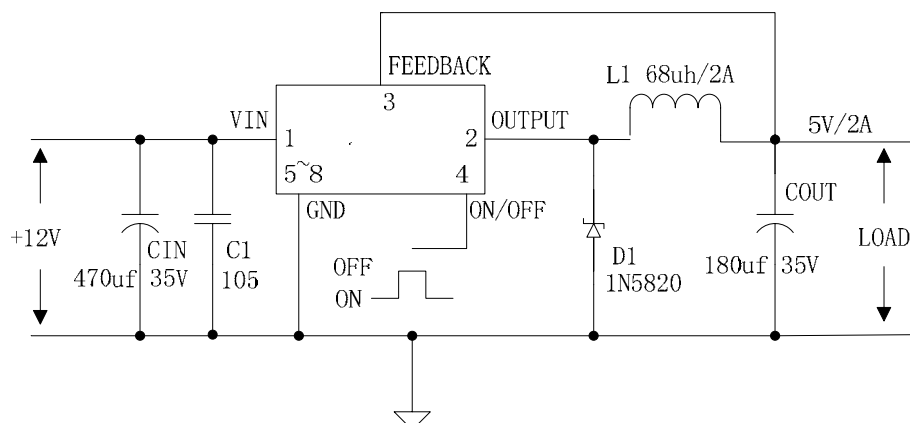 FEEDBACK
L1 68uh/2A
3
VIN
1
2
OUTPUT
5V/2A
5~8
4
GND
ON/OFF
COUT
+12V
CIN
470uf 35V
C1
105
OFF
ON
D1
1N5820
180uf 35V
LOAD